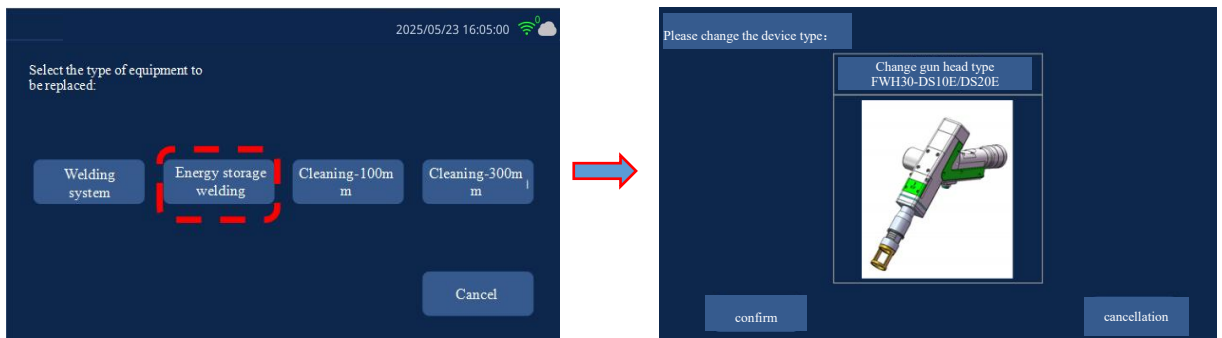 2025/05/23 16:05:00
0
Select the type of equipment to
be replaced:
Welding
system
Energy storage
welding
Cleaning-100m
m
Cleaning-300m
m
Cancel
Please change the device type：
Change gun head type
FWH30-DS10E/DS20E
confirm
cancellation